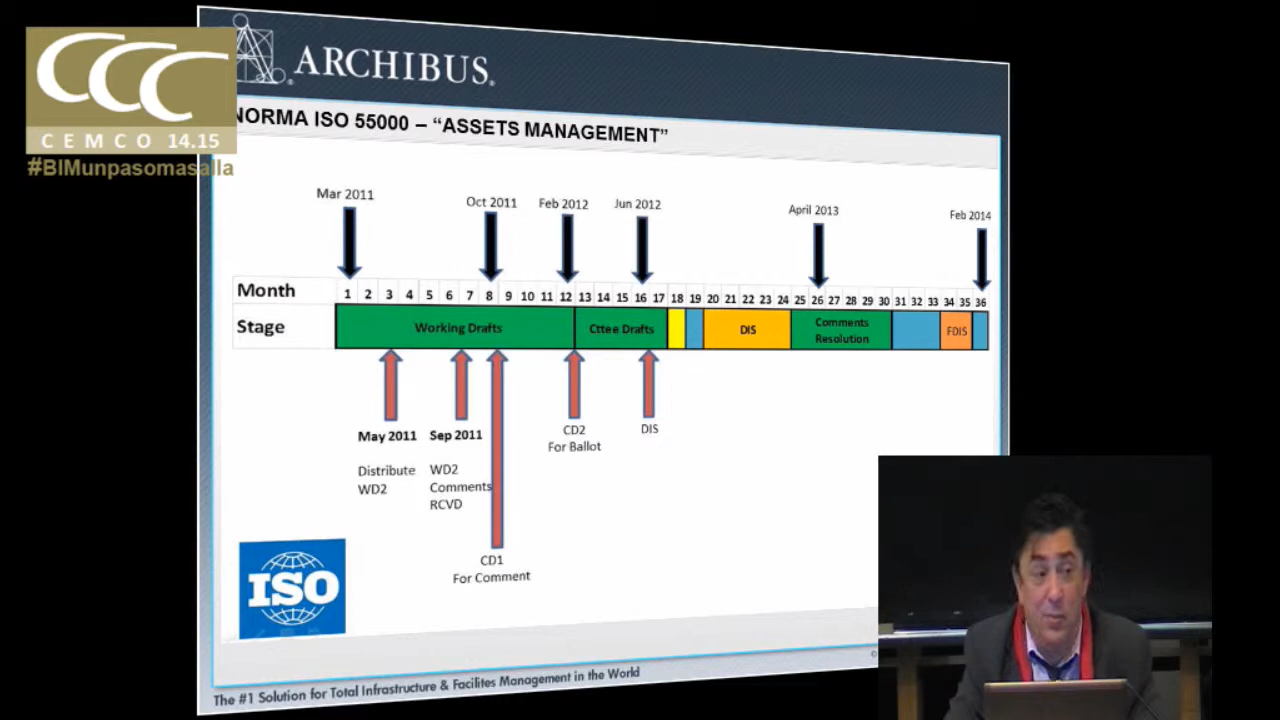 CCC
CEMCO 14.15
#BIMunpasomasalla
ARCHIBUS
NORMA ISO 55000 – “ASSETS MANAGEMENT”
Mar 2011
Oct 2011
Feb 2012
Jun 2012
April 2013
Feb 2014
Month 1 2 3 4 5 6 7 8 9 10 11 12 13 14 15 16 17 18 19 20 21 22 23 24 25 26 27 28 29 30 31 32 33 34 35 36
Stage Working Drafts Cttee Drafts DIS Comments
Resolution FDIS
May 2011
Distribute
WD2
Sep 2011
WD2
Comments
RCVD
CD1
For Comment
CD2
For Ballot
DIS
ISO
The #1 Solution for Total Infrastructure & Facilites Management in the World
©